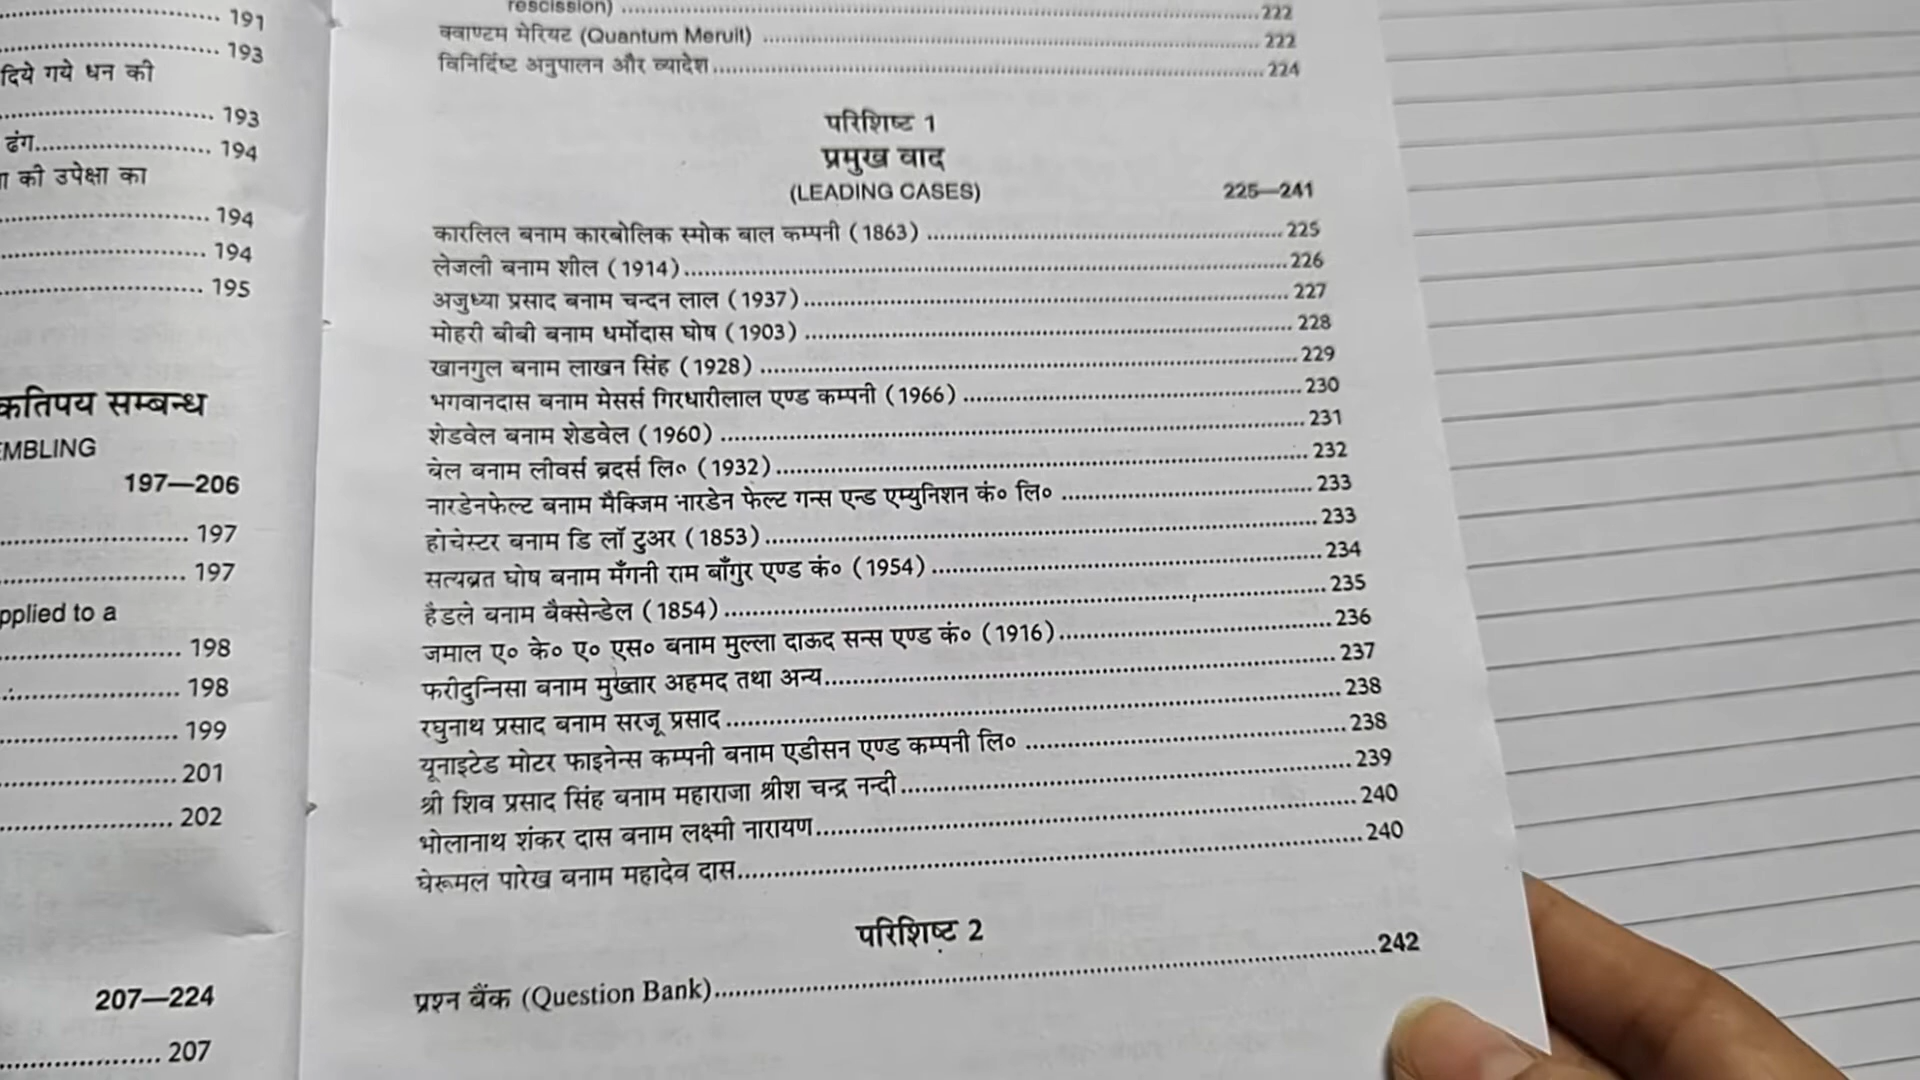 .......... 191
.......... 193
दिये गये धन की
.......... 193
ढंग.......... 194
की उपेक्षा का
.......... 194
.......... 194
.......... 195
कतिपय सम्बन्ध
EMBLING
197—206
.......... 197
.......... 197
pplied to a
.......... 198
.......... 198
.......... 199
.......... 201
.......... 202
207—224
.......... 207
rescission) .......... 222
क्वाण्टम मेरियट (Quantum Meruit) .......... 222
विनिर्दिष्ट अनुपालन और व्यादेश.......... 224
परिशिष्ट 1
प्रमुख वाद
(LEADING CASES) 225—241
कारलिल बनाम कारबोलिक स्मोक बाल कम्पनी (1863) .......... 225
लेजली बनाम शील (1914).......... 226
अजुध्या प्रसाद बनाम चन्दन लाल (1937).......... 227
मोहरी बीबी बनाम धर्मोदास घोष (1903) .......... 228
खानगुल बनाम लाखन सिंह (1928) .......... 229
भगवानदास बनाम मेसर्स गिरधारीलाल एण्ड कम्पनी (1966) .......... 230
शेडवेल बनाम शेडवेल (1960) .......... 231
बेल बनाम लीवर्स ब्रदर्स लि० (1932).......... 232
नारडेनफेल्ट बनाम मैक्जिम नारडेन फेल्ट गन्स एन्ड एम्युनिशन कं० लि० .......... 233
होचेस्टर बनाम डि लॉ टुअर (1853).......... 233
सत्यब्रत घोष बनाम मँगनी राम बाँगुर एण्ड कं० (1954) .......... 234
हैडले बनाम बैक्सेन्डेल (1854).......... 235
जमाल ए० के० ए० एस० बनाम मुल्ला दाऊद सन्स एण्ड कं० (1916).......... 236
फरीदुन्निसा बनाम मुख्तार अहमद तथा अन्य.......... 237
रघुनाथ प्रसाद बनाम सरजू प्रसाद .......... 238
यूनाइटेड मोटर फाइनेन्स कम्पनी बनाम एडीसन एण्ड कम्पनी लि० .......... 238
श्री शिव प्रसाद सिंह बनाम महाराजा श्रीश चन्द्र नन्दी.......... 239
भोलानाथ शंकर दास बनाम लक्ष्मी नारायण.......... 240
घेरूमल पारेख बनाम महादेव दास.......... 240
परिशिष्ट 2
प्रश्न बैंक (Question Bank).......... 242